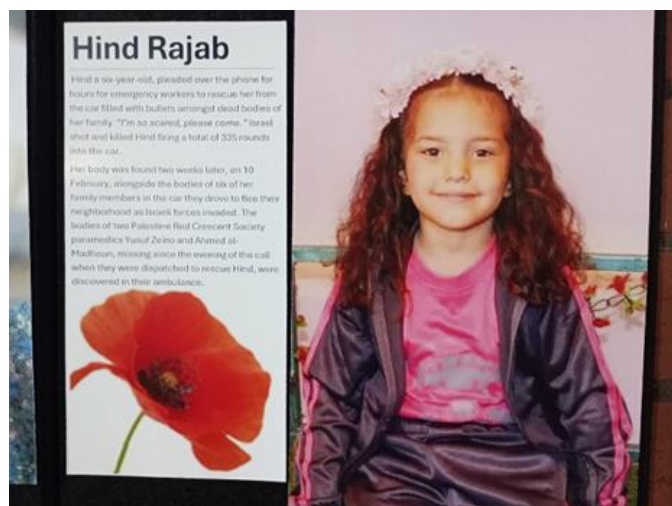 Hind Rajab
Hind a six-year-old, pleaded over the phone for
hours for emergency workers to rescue her from
the car filled with bullets amongst dead bodies of
her family. "I'm so scared, please come." Israel
shot and killed Hind firing a total of 335 rounds
into the car.
Her body was found two weeks later, on 10
February, alongside the bodies of six of her
family members in the car they drove to flee their
neighborhood as Israeli forces invaded. The
bodies of two Palestine Red Crescent Society
paramedics Yusuf Zeino and Ahmed al-
Madhoun, missing since the evening of the call
when they were dispatched to rescue Hind, were
discovered in their ambulance.